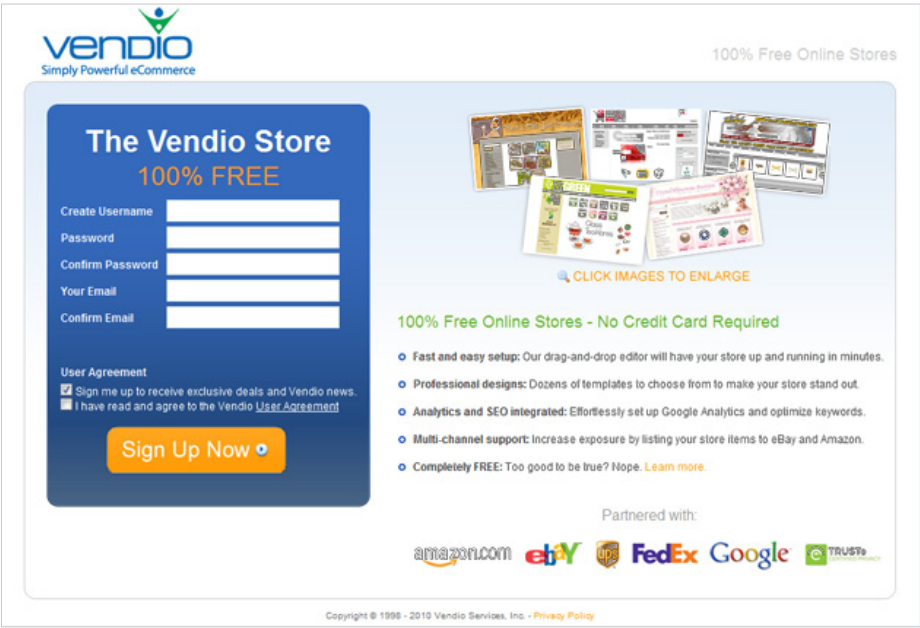 vendio
Simply Powerful eCommerce
100% Free Online Stores
The Vendio Store
100% FREE
Create Username
Password
Confirm Password
Your Email
Confirm Email
User Agreement
Sign me up to receive exclusive deals and Vendio news.
I have read and agree to the Vendio User Agreement
Sign Up Now
GREEN
Glass
CLICK IMAGES TO ENLARGE
100% Free Online Stores - No Credit Card Required
Fast and easy setup: Our drag-and-drop editor will have your store up and running in minutes.
Professional designs: Dozens of templates to choose from to make your store stand out.
Analytics and SEO integrated: Effortlessly set up Google Analytics and optimize keywords.
Multi-channel support: Increase exposure by listing your store items to eBay and Amazon.
Completely FREE: Too good to be true? Nope. Learn more.
Partnered with:
amazon.com ebaY ups FedEx Google TRUSTe
CERTIFIED PRIVACY
Copyright © 1998 - 2010 Vendio Services, Inc. - Privacy Policy